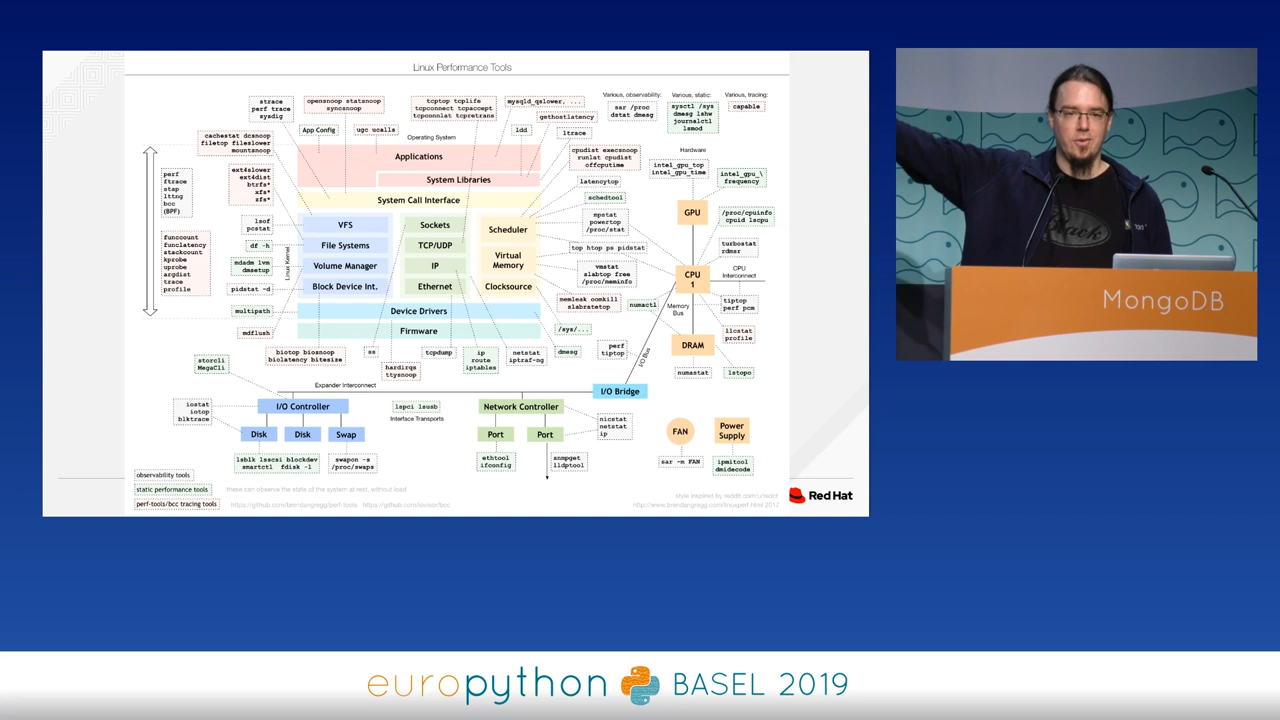 Linux Performance Tools
strace
perf trace
sysdig
opensnoop statsnoop
syncsnoop
tcptop tcplife
tcpconnect tcpaccept
tcpconnlat tcpretrans
mysqld_qslower, ...
gethostlatency
Various, observability:
sar /proc
dstat dmesg
Various, static:
sysctl /sys
dmesg lshw
journalctl
lsmod
Various, tracing:
capable
App Config
ugc ucalls
Operating System
ldd
ltrace
cachestat dcsnoop
filetop fileslower
mountsnoop
Applications
System Libraries
System Call Interface
perf
ftrace
stap
lttng
bcc
(BPF)
ext4slower
ext4dist
btrfs*
xfs*
zfs*
cpudist execsnoop
runlat cpudist
offcputime
Hardware
intel_gpu_top
intel_gpu_time
intel_gpu_\
frequency
latencytop
schedtool
GPU
lsof
pcstat
VFS
Sockets
Scheduler
mpstat
powertop
/proc/stat
/proc/cpuinfo
cpuid lscpu
funccount
funclatency
stackcount
kprobe
uprobe
argdist
trace
profile
df -h
File Systems
TCP/UDP
top htop ps pidstat
turbostat
rdmsr
Linux Kernel
mdadm lvm
dmsetup
Volume Manager
IP
Virtual
Memory
vmstat
slabtop free
/proc/meminfo
CPU
1
CPU
Interconnect
pidstat -d
Block Device Int.
Ethernet
Clocksource
memleak oomkill
slabratetop
numactl
Memory
Bus
tiptop
perf pcm
multipath
Device Drivers
mdflush
Firmware
/sys/...
llcstat
profile
biotop biosnoop
biolatency bitesize
ss
hardirqs
ttysnoop
tcpdump
ip
route
iptables
netstat
iptraf-ng
dmesg
perf
tiptop
I/O Bus
DRAM
numastat
lstopo
storcli
MegaCli
Expander Interconnect
I/O Bridge
iostat
iotop
blktrace
I/O Controller
lspci lsusb
Interface Transports
Network Controller
nicstat
netstat
ip
Disk
Disk
Swap
Port
Port
FAN
Power
Supply
lsblk lsscsi blockdev
smartctl fdisk -l
swapon -s
/proc/swaps
ethtool
ifconfig
snmpget
lldptool
sar -m FAN
ipmitool
dmidecode
observability tools
static performance tools
these can observe the state of the system at rest, without load
perf-tools/bcc tracing tools
https://github.com/brendangregg/perf-tools
https://github.com/iovisor/bcc
style inspired by reddit.com/u/redct
http://www.brendangregg.com/linuxperf.html 2017
Red Hat
MongoDB
europython
BASEL 2019